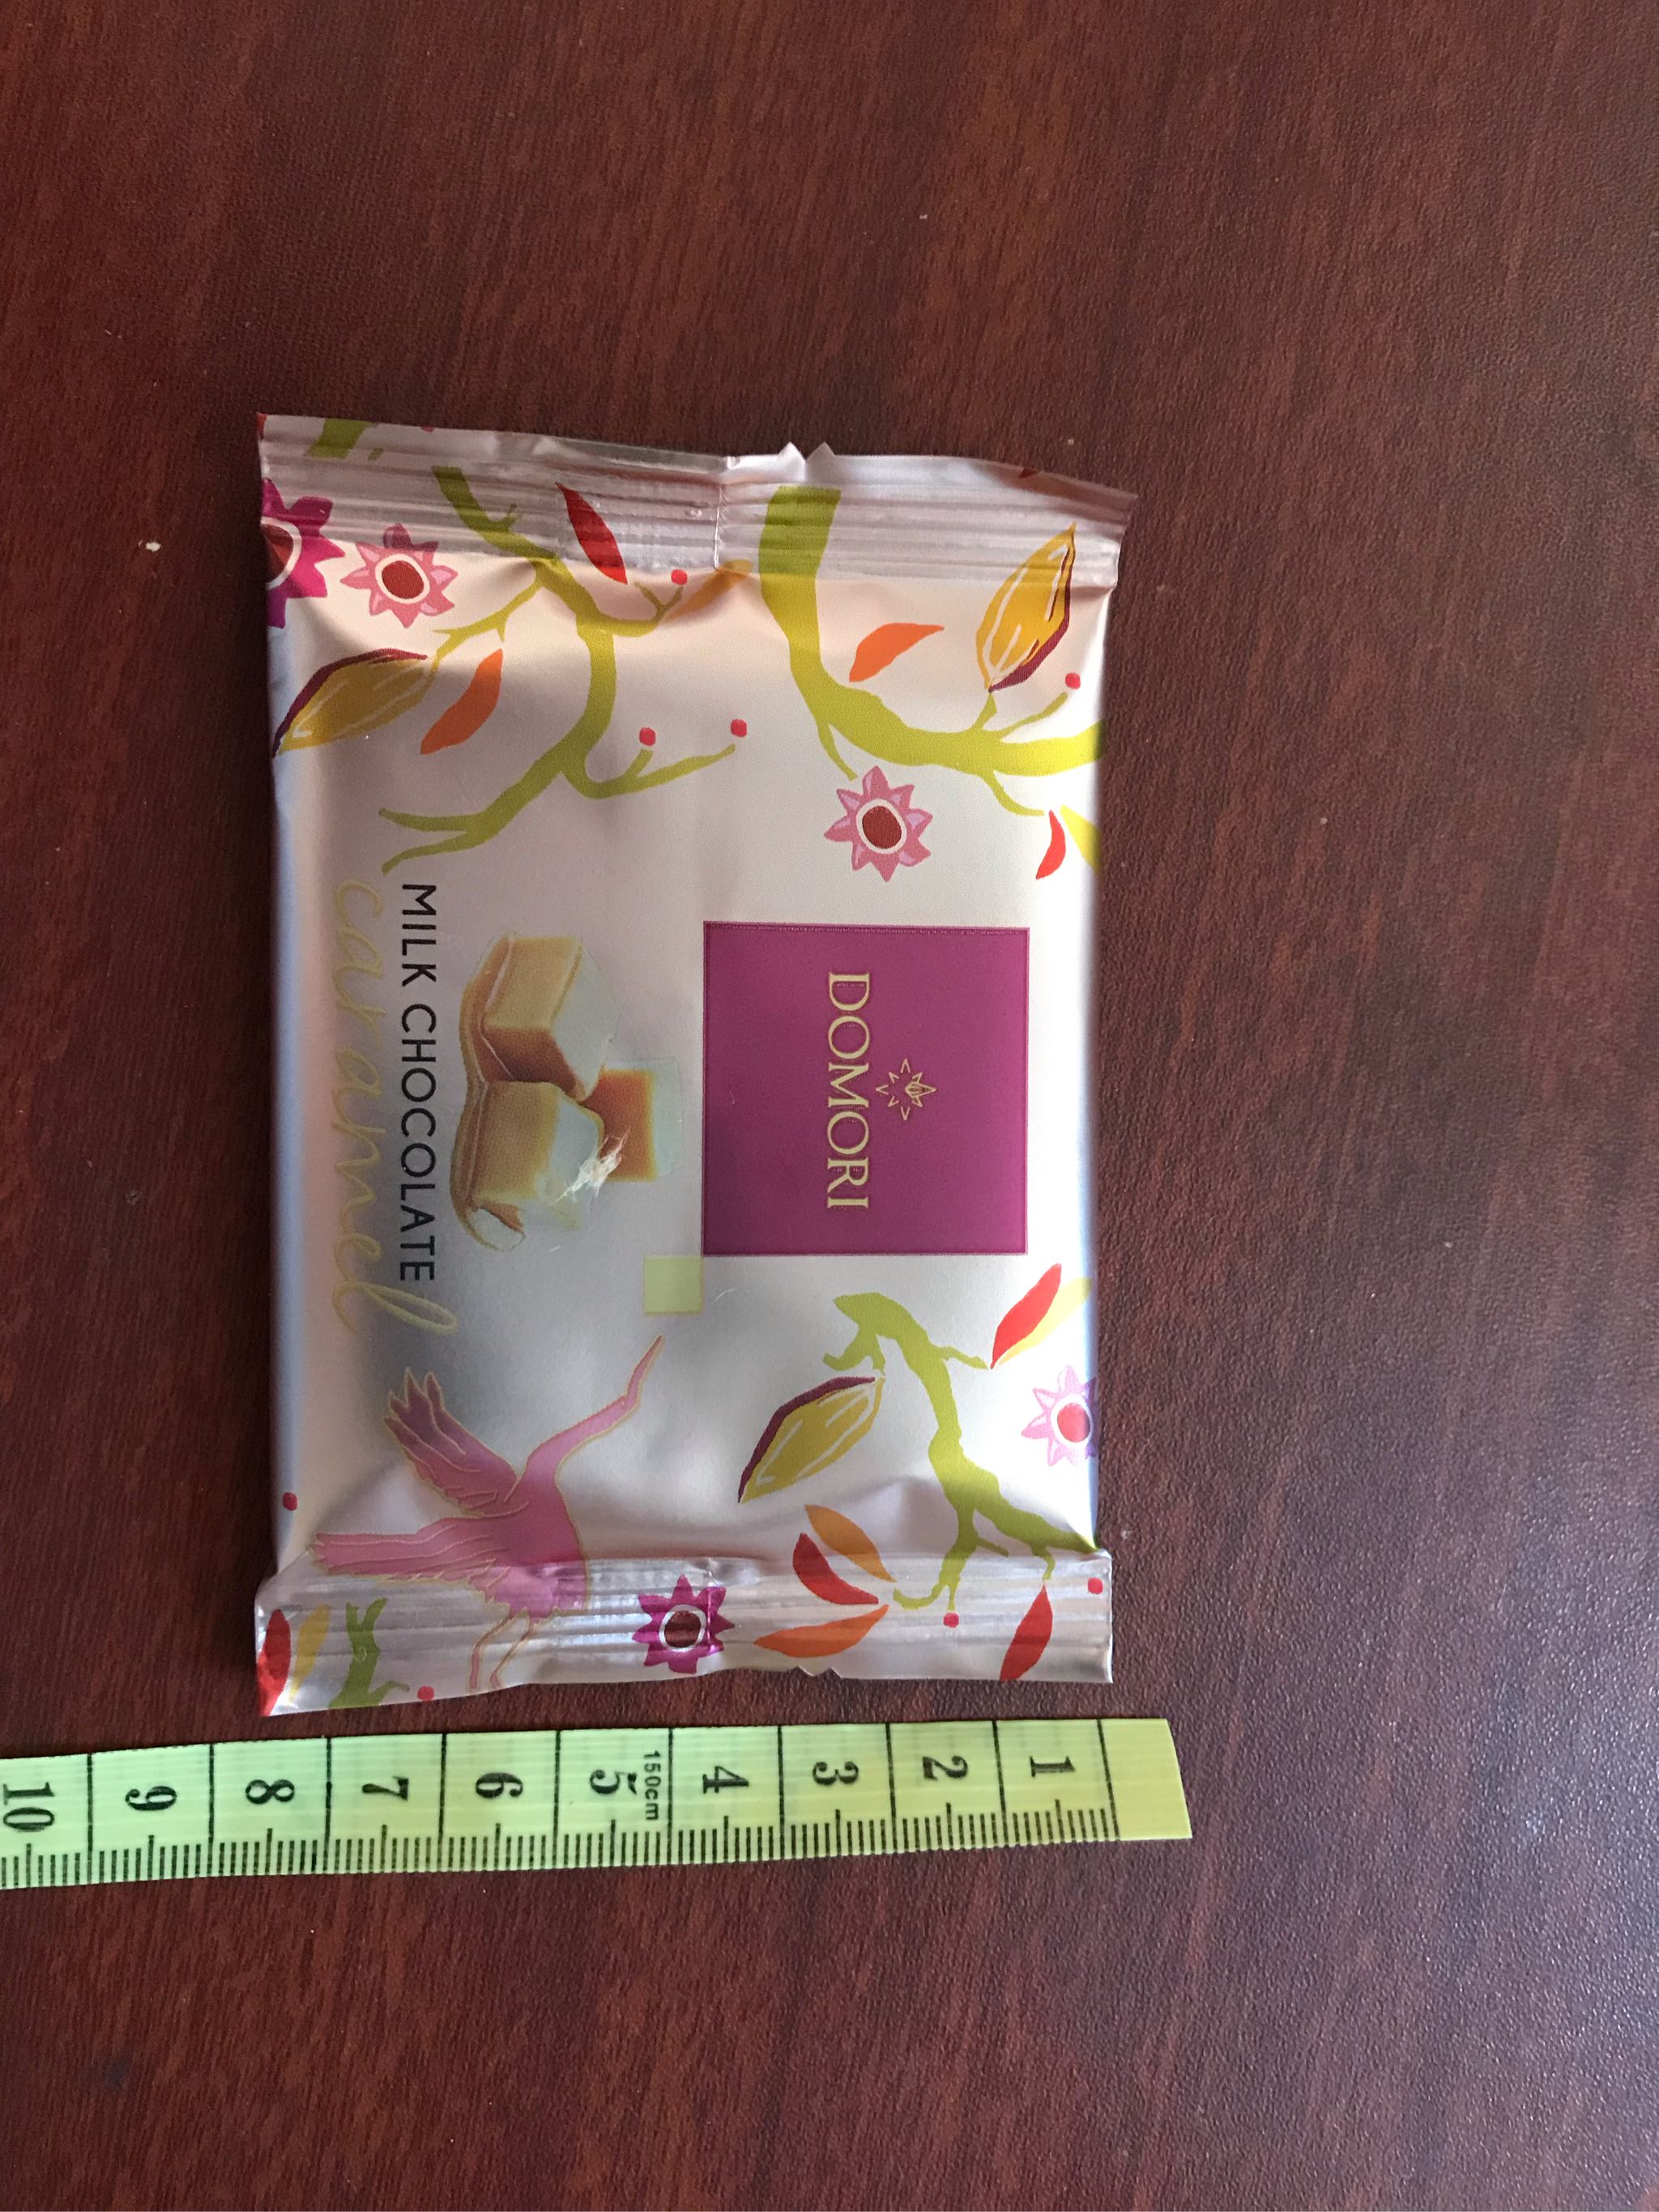 DOMORI
MILK CHOCOLATE
caramel
1 2 3 4 5 6 7 8 9 10
150cm